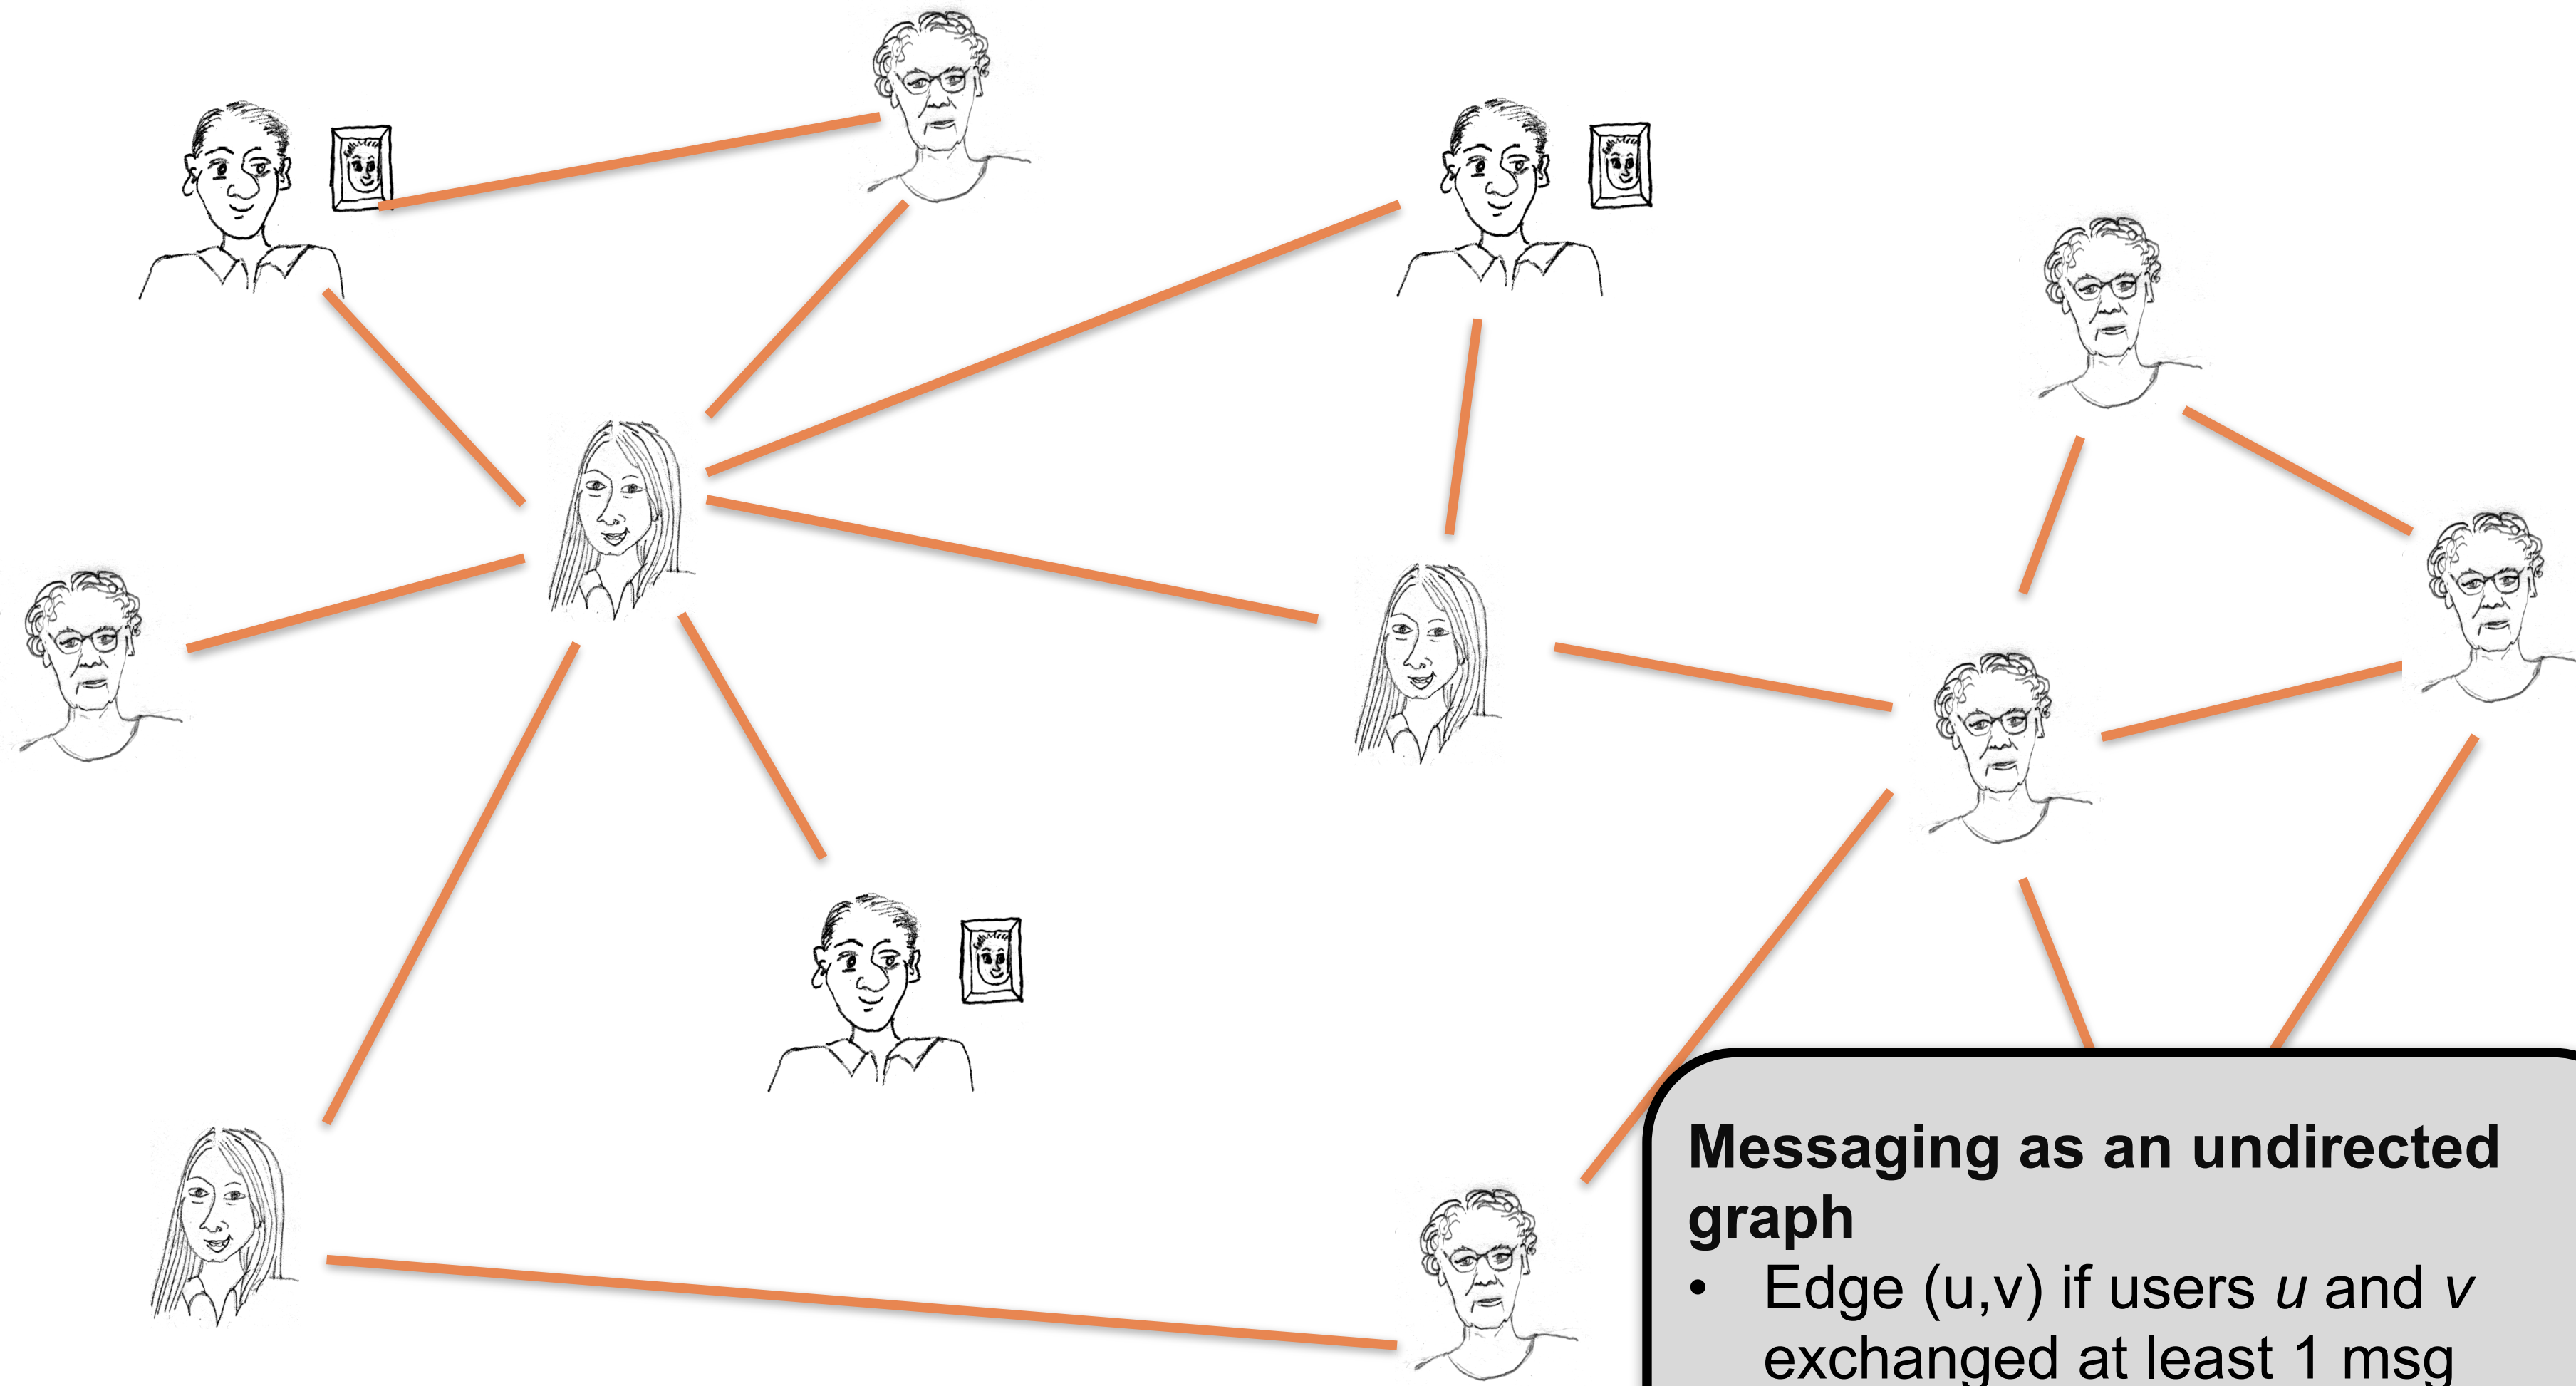 Messaging as an undirected
graph
• Edge (u,v) if users u and v
exchanged at least 1 msg